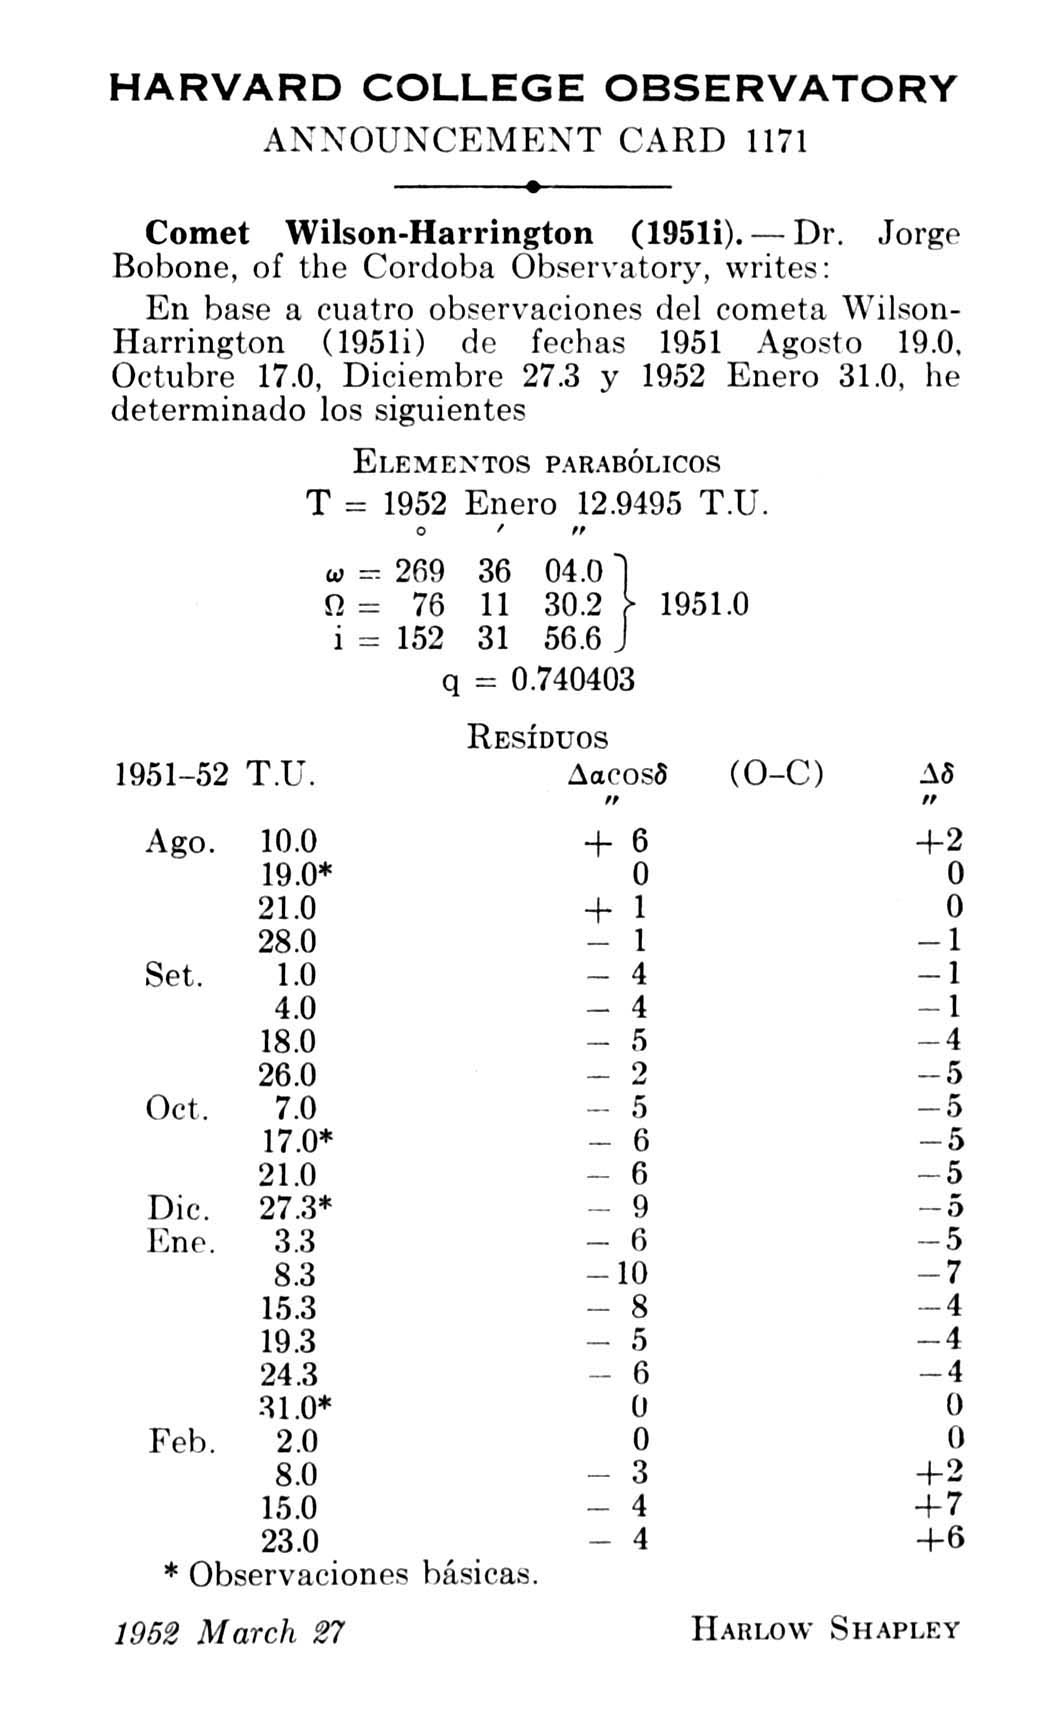 HARVARD COLLEGE OBSERVATORY
ANNOUNCEMENT CARD 1171
Comet Wilson-Harrington (1951i). — Dr. Jorge
Bobone, of the Cordoba Observatory, writes:
En base a cuatro observaciones del cometa Wilson-
Harrington (1951i) de fechas 1951 Agosto 19.0,
Octubre 17.0, Diciembre 27.3 y 1952 Enero 31.0, he
determinado los siguientes
ELEMENTOS PARABÓLICOS
T = 1952 Enero 12.9495 T.U.
° ′ ″
ω = 269 36 04.0
Ω = 76 11 30.2 } 1951.0
i = 152 31 56.6
q = 0.740403
RESÍDUOS
1951–52 T.U. Δαcosδ (O–C) Δδ
″ ″
Ago. 10.0 + 6 +2
19.0* 0 0
21.0 + 1 0
28.0 – 1 –1
Set. 1.0 – 4 –1
4.0 – 4 –1
18.0 – 5 –4
26.0 – 2 –5
Oct. 7.0 – 5 –5
17.0* – 6 –5
21.0 – 6 –5
Dic. 27.3* – 9 –5
Ene. 3.3 – 6 –5
8.3 –10 –7
15.3 – 8 –4
19.3 – 5 –4
24.3 – 6 –4
31.0* 0 0
Feb. 2.0 0 0
8.0 – 3 +2
15.0 – 4 +7
23.0 – 4 +6
* Observaciones básicas.
1952 March 27 HARLOW SHAPLEY